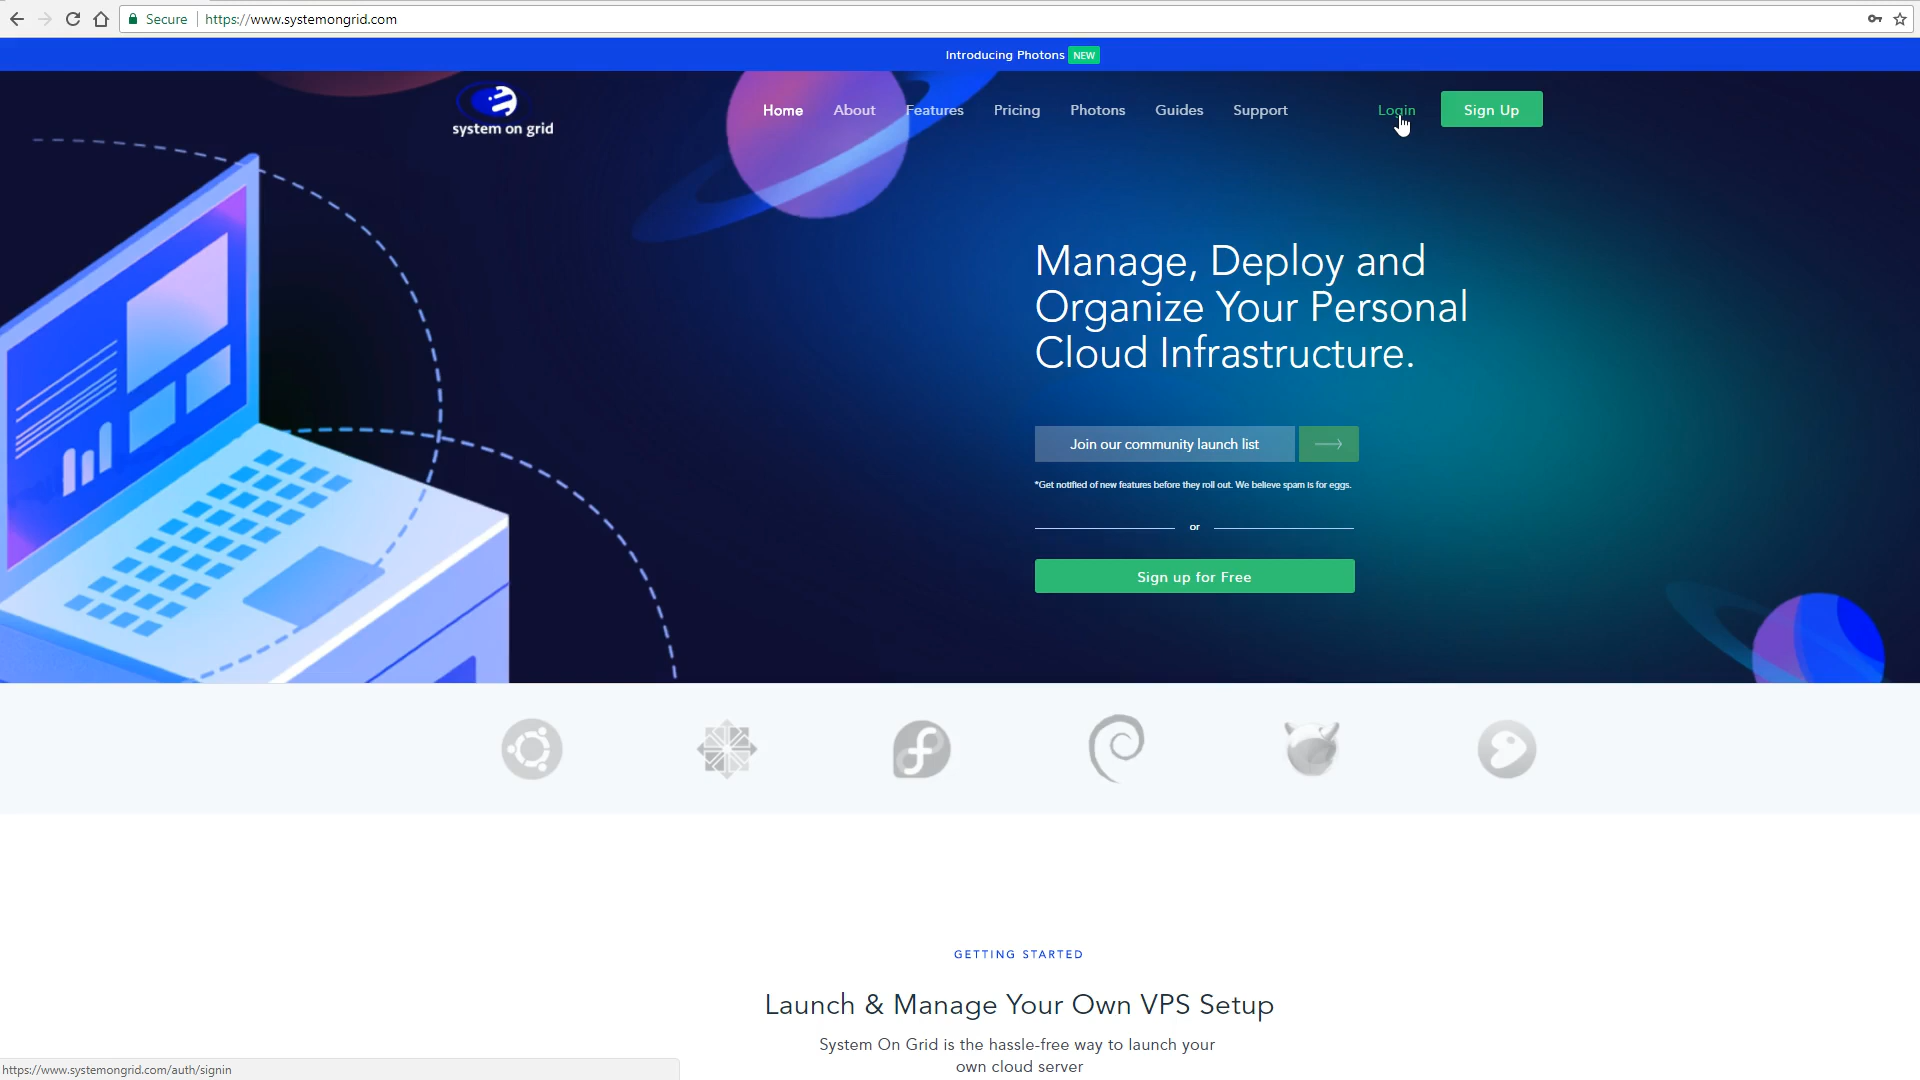 Secure
https://www.systemongrid.com
Introducing Photons NEW
system on grid
Home
About
Features
Pricing
Photons
Guides
Support
Login
Sign Up
Manage, Deploy and
Organize Your Personal
Cloud Infrastructure.
Join our community launch list
*Get notified of new features before they roll out. We believe spam is for eggs.
or
Sign up for Free
GETTING STARTED
Launch & Manage Your Own VPS Setup
System On Grid is the hassle-free way to launch your
own cloud server
https://www.systemongrid.com/auth/signin